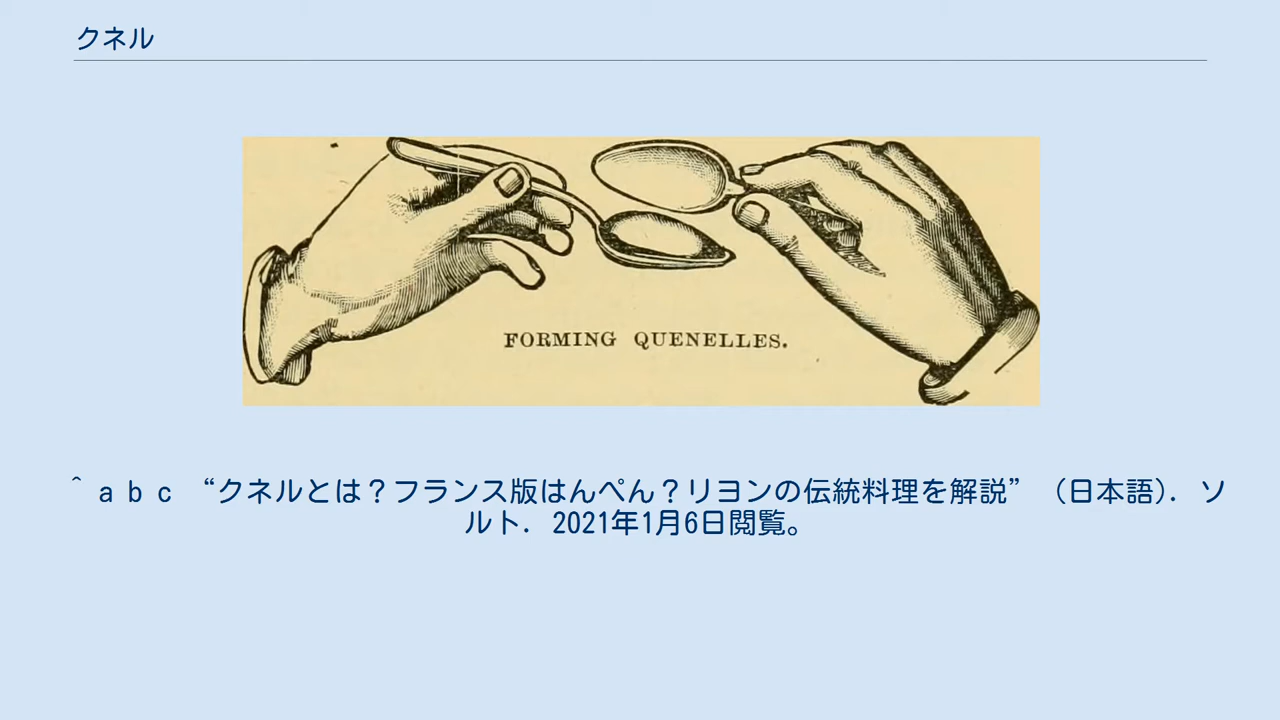 クネル
FORMING QUENELLES.
^ a b c “クネルとは？フランス版はんぺん？リヨンの伝統料理を解説” (日本語). ソ
ルト. 2021年1月6日閲覧。